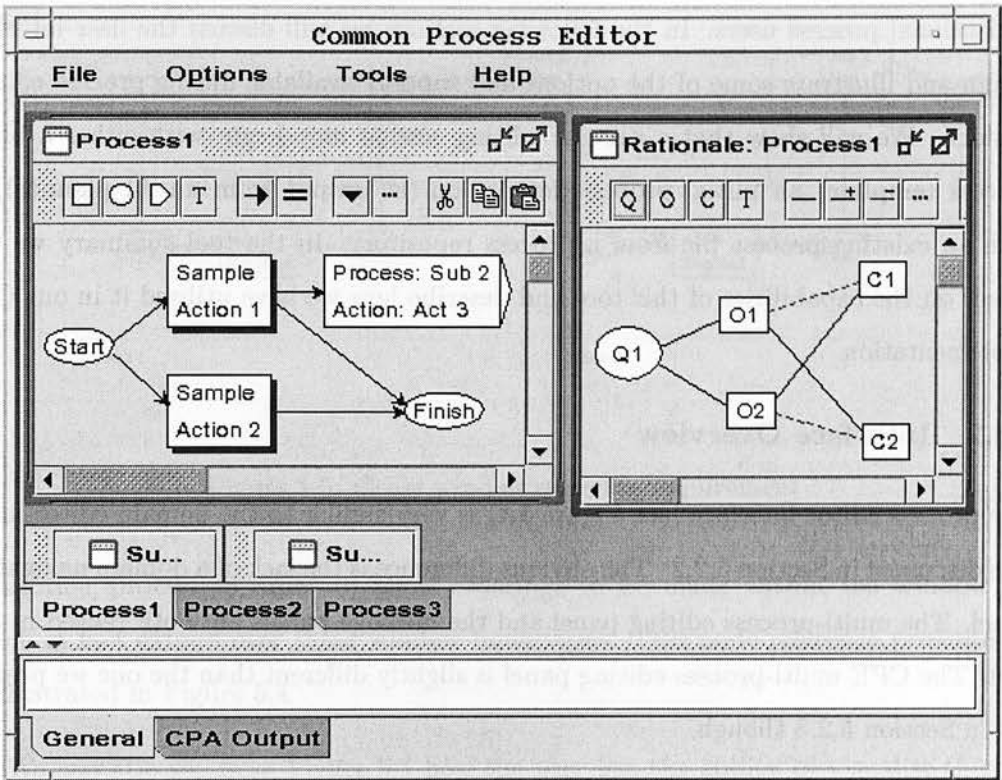 Common Process Editor
File Options Tools Help
Process1
T
Sample
Action 1
Process: Sub 2
Action: Act 3
Start
Sample
Action 2
Finish
Rationale: Process1
Q O C T
C1
O1
Q1
O2
C2
Su...
Su...
Process1 Process2 Process3
General CPA Output